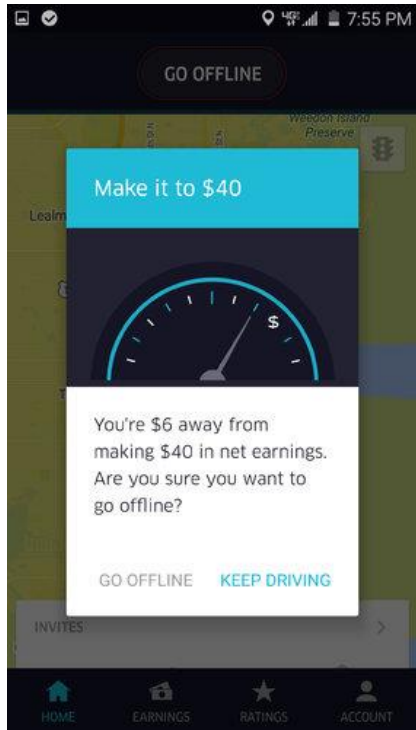 7:55 PM
GO OFFLINE
Weedon Island
Preserve
Lealm
Make it to $40
$
You're $6 away from
making $40 in net earnings.
Are you sure you want to
go offline?
GO OFFLINE KEEP DRIVING
INVITES
HOME EARNINGS RATINGS ACCOUNT